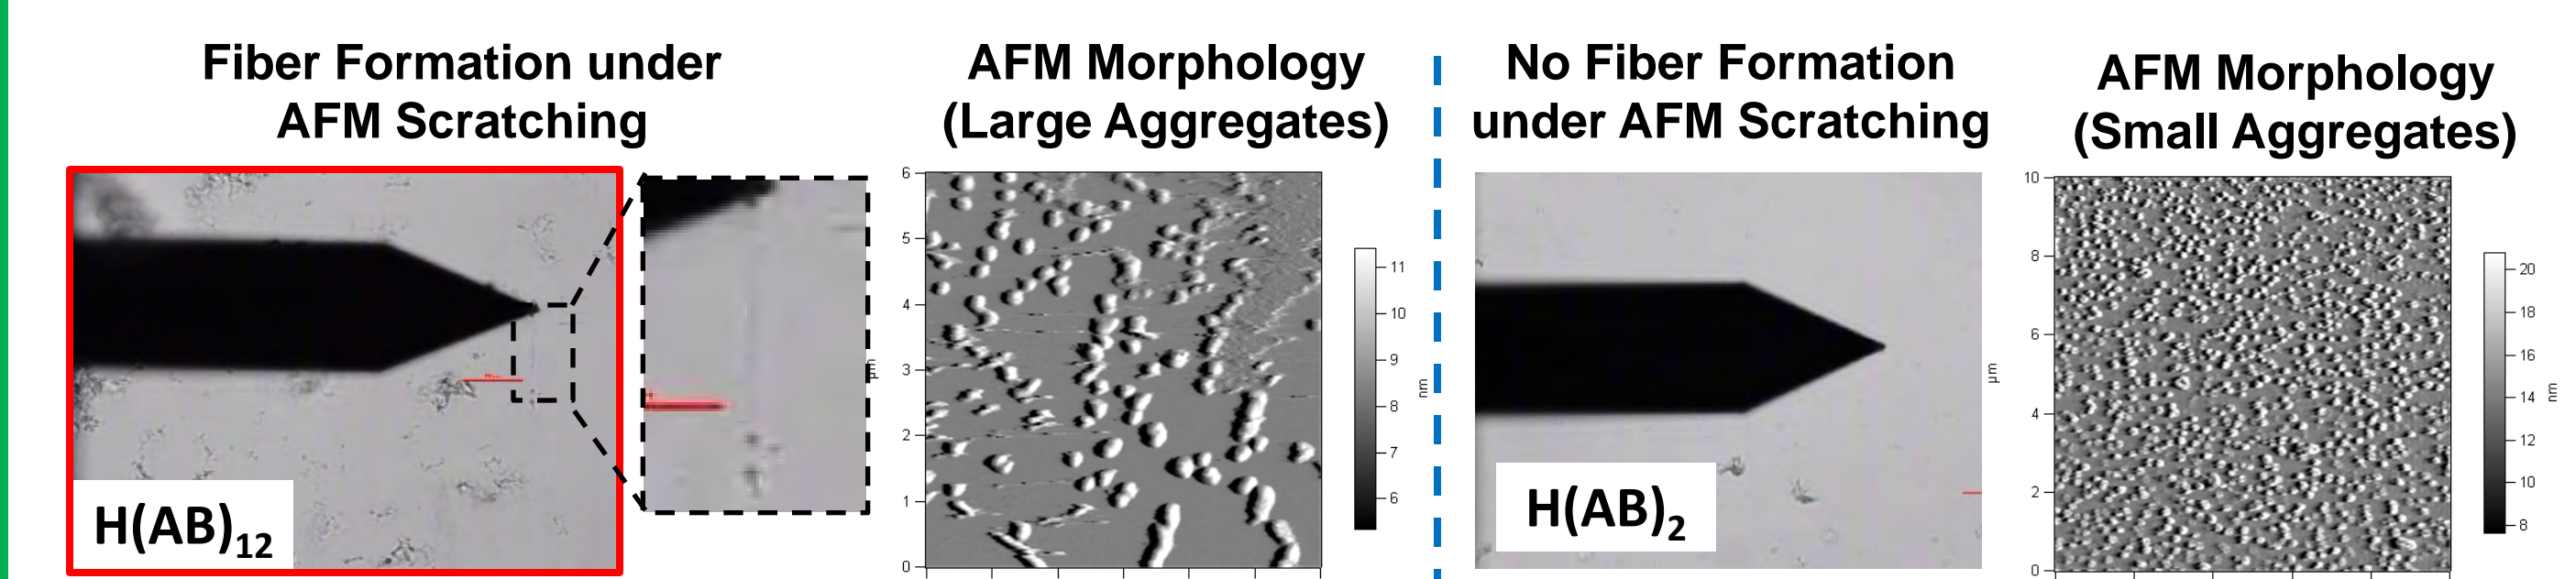 Fiber Formation under
AFM Scratching
H(AB)12
AFM Morphology
(Large Aggregates)
6
5
4
3
2
1
0
µm
11
10
9
8
7
6
nm
No Fiber Formation
under AFM Scratching
H(AB)2
AFM Morphology
(Small Aggregates)
10
8
6
4
2
0
µm
20
18
16
14
12
10
8
nm